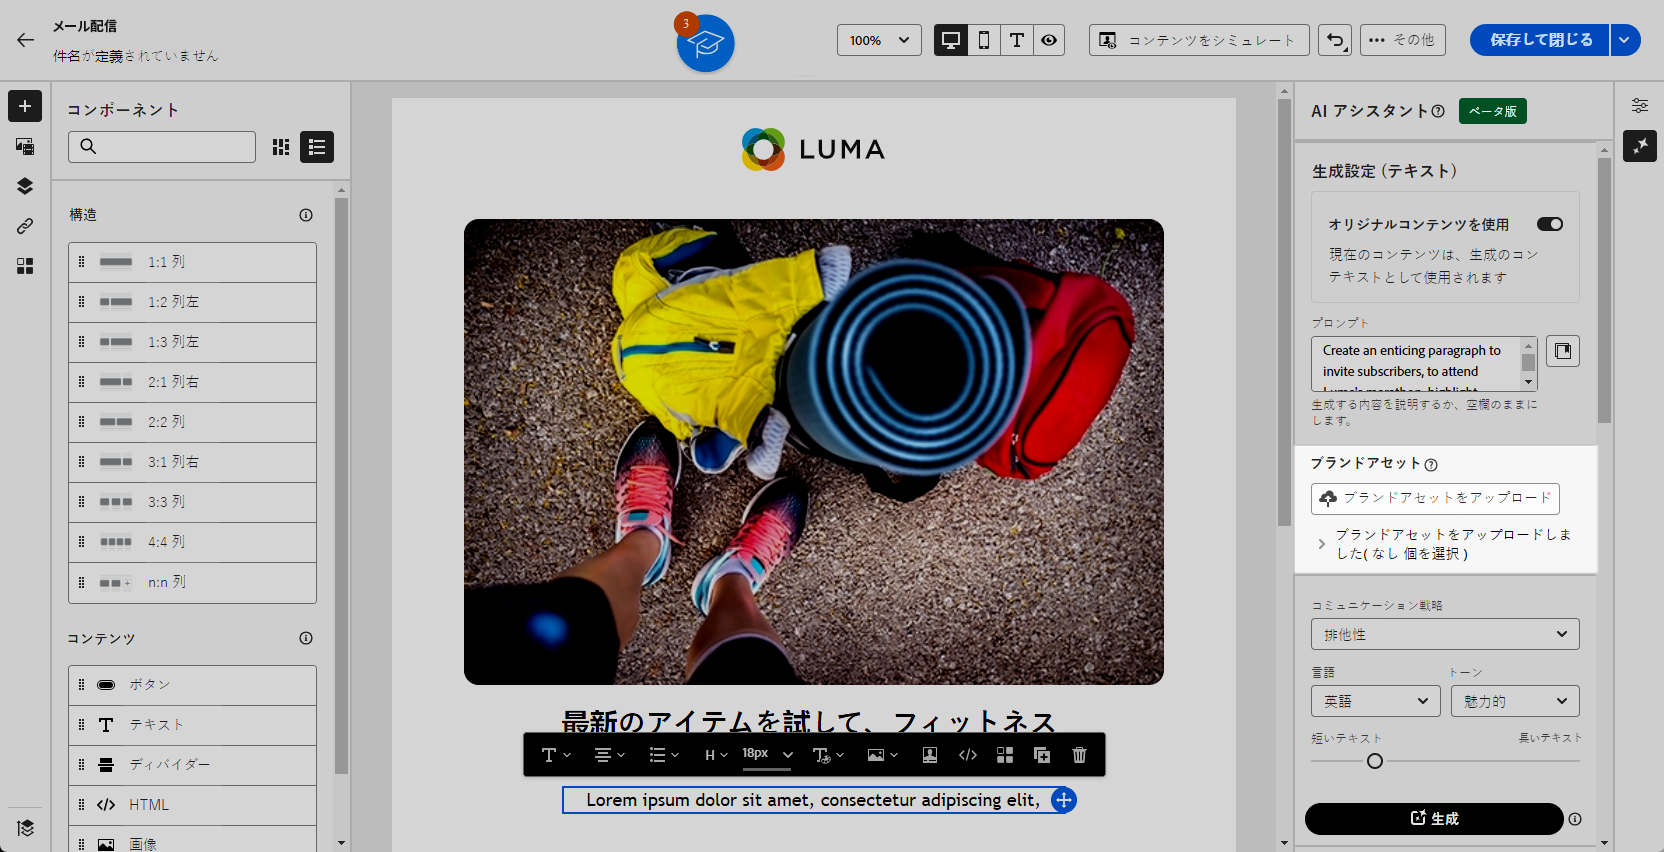 メール配信
件名が定義されていません
3
100%
コンテンツをシミュレート
その他
保存して閉じる
コンポーネント
構造
1:1 列
1:2 列左
1:3 列左
2:1 列右
2:2 列
3:1 列右
3:3 列
4:4 列
n:n 列
コンテンツ
ボタン
テキスト
ディバイダー
HTML
画像
LUMA
最新のアイテムを試して、フィットネス
H
18px
Lorem ipsum dolor sit amet, consectetur adipiscing elit,
AI アシスタント
ベータ版
生成設定 (テキスト)
オリジナルコンテンツを使用
現在のコンテンツは、生成のコン
テキストとして使用されます
プロンプト
Create an enticing paragraph to
invite subscribers, to attend
Luma's marathon, highlight
生成する内容を説明するか、空欄のままに
します。
ブランドアセット
ブランドアセットをアップロード
ブランドアセットをアップロードしま
した( なし 個を選択 )
コミュニケーション戦略
排他性
言語
トーン
英語
魅力的
短いテキスト
長いテキスト
生成